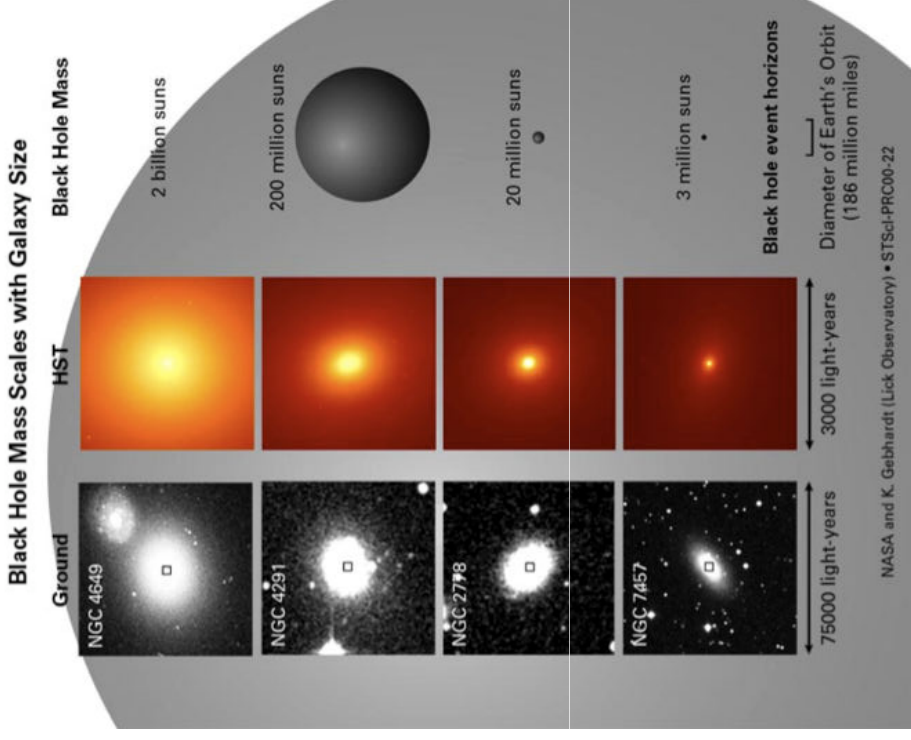 Black Hole Mass Scales with Galaxy Size
Ground
HST
Black Hole Mass
NGC 4649
2 billion suns
NGC 4291
200 million suns
NGC 2778
20 million suns
NGC 7457
3 million suns
Black hole event horizons
75000 light-years
3000 light-years
Diameter of Earth's Orbit
(186 million miles)
NASA and K. Gebhardt (Lick Observatory) • STScI-PRC00-22